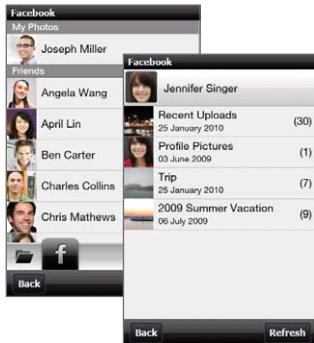 Facebook
My Photos
Joseph Miller
Friends
Angela Wang
April Lin
Ben Carter
Charles Collins
Chris Mathews
f
Back
Facebook
Jennifer Singer
Recent Uploads (30)
25 January 2010
Profile Pictures (1)
03 June 2009
Trip (7)
25 January 2010
2009 Summer Vacation (9)
06 July 2009
Back Refresh